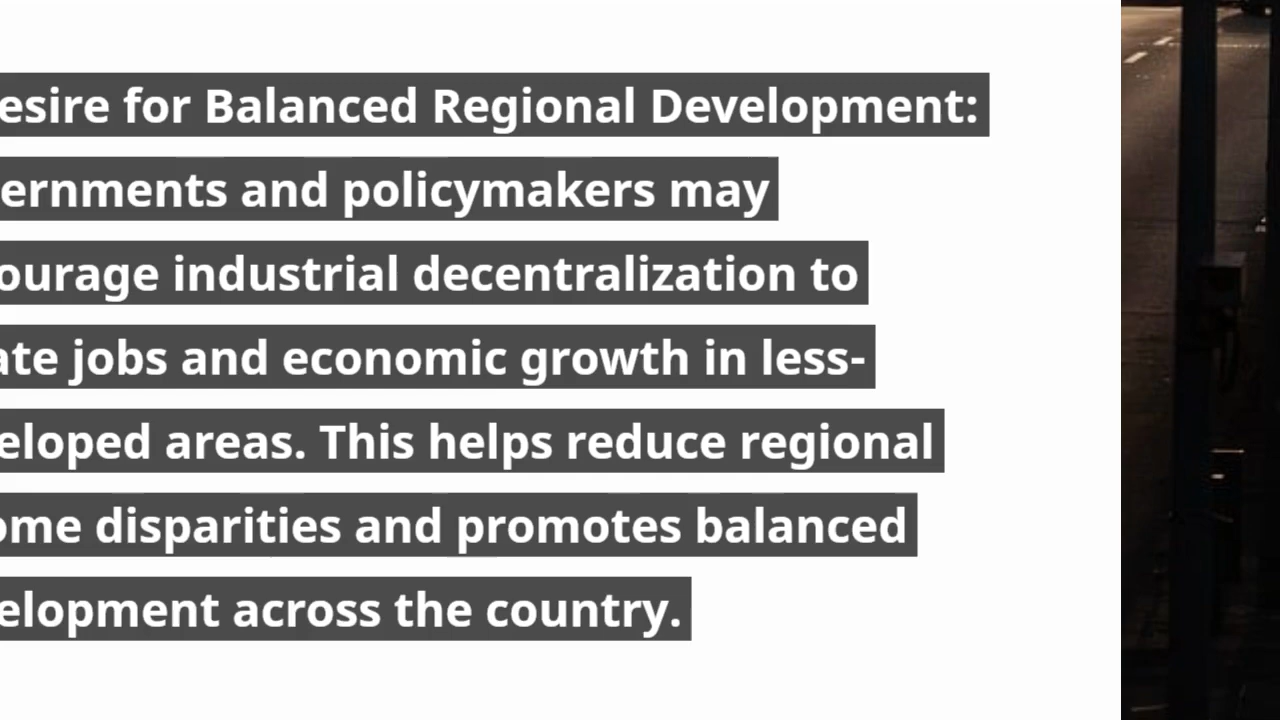 esire for Balanced Regional Development:
ernments and policymakers may
ourage industrial decentralization to
ate jobs and economic growth in less-
eloped areas. This helps reduce regional
ome disparities and promotes balanced
elopment across the country.